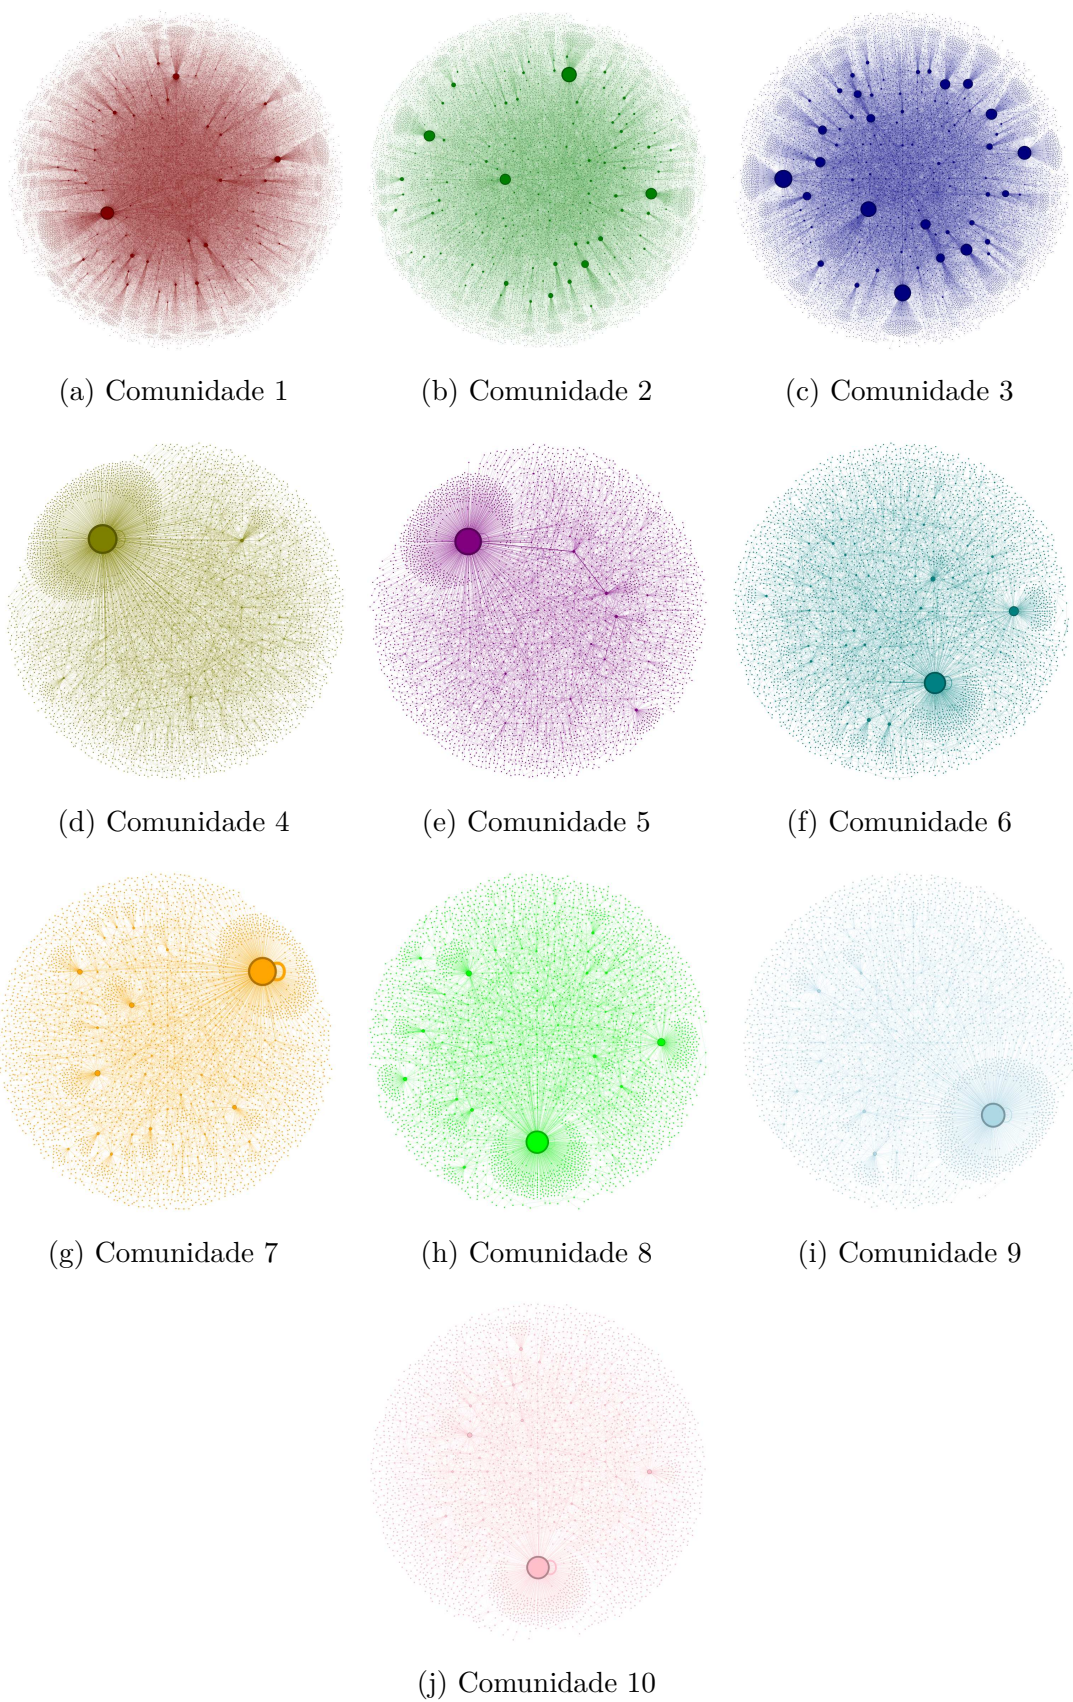 (a) Comunidade 1
(b) Comunidade 2
(c) Comunidade 3
(d) Comunidade 4
(e) Comunidade 5
(f) Comunidade 6
(g) Comunidade 7
(h) Comunidade 8
(i) Comunidade 9
(j) Comunidade 10